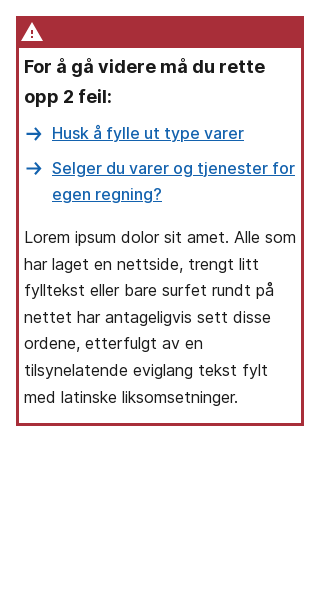 For å gå videre må du rette
opp 2 feil:
Husk å fylle ut type varer
Selger du varer og tjenester for
egen regning?
Lorem ipsum dolor sit amet. Alle som
har laget en nettside, trengt litt
fylltekst eller bare surfet rundt på
nettet har antageligvis sett disse
ordene, etterfulgt av en
tilsynelatende eviglang tekst fylt
med latinske liksomsetninger.